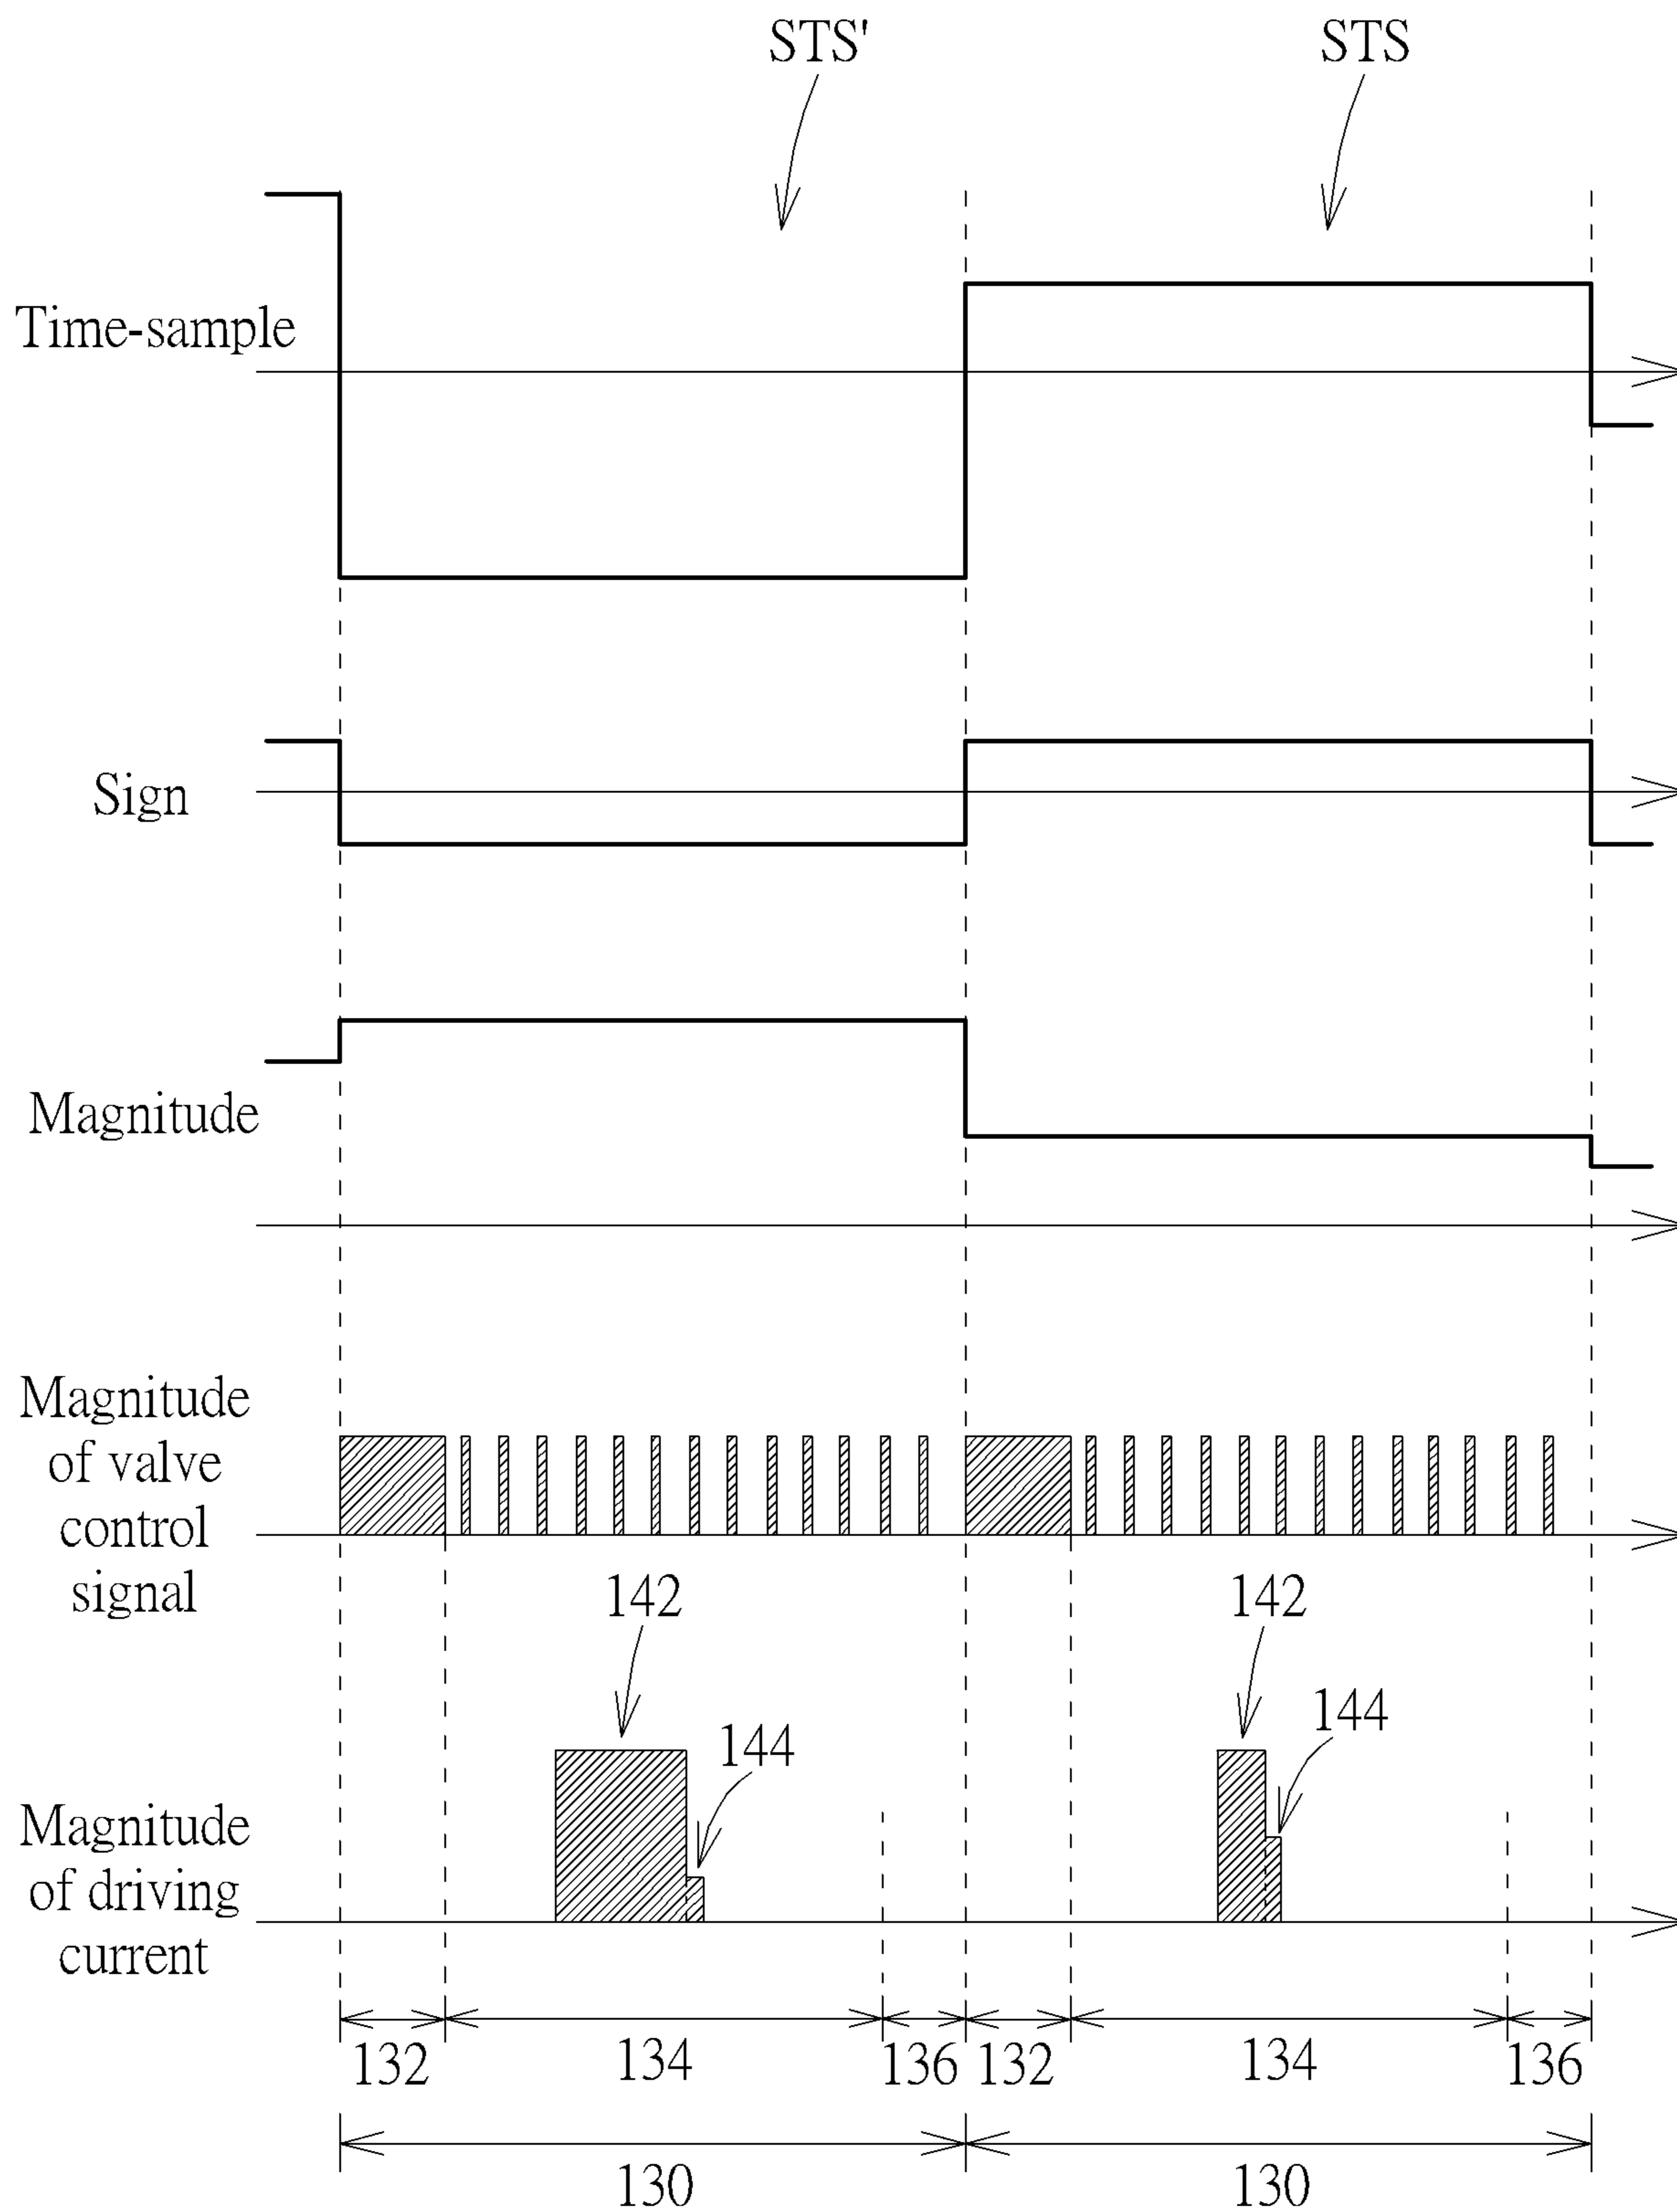 STS' STS
Time-sample
Sign
Magnitude
Magnitude
of valve
control
signal
142 142
144 144
Magnitude
of driving
current
132 134 136 132 134 136
130 130